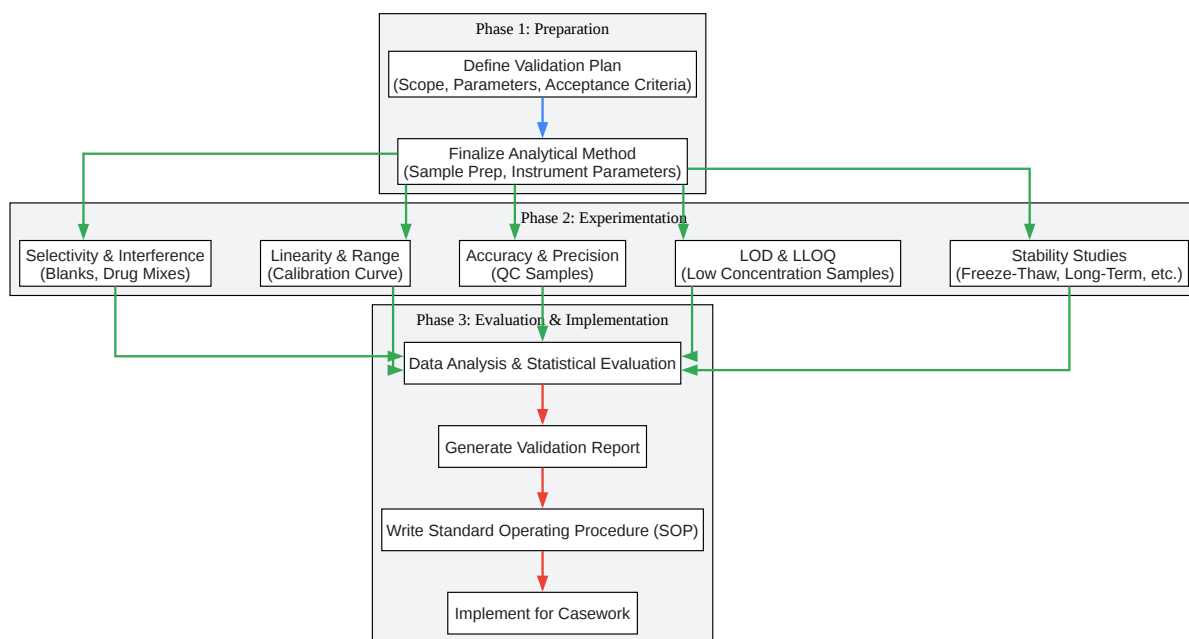 Phase 1: Preparation
Define Validation Plan
(Scope, Parameters, Acceptance Criteria)
Finalize Analytical Method
(Sample Prep, Instrument Parameters)
Phase 2: Experimentation
Selectivity & Interference
(Blanks, Drug Mixes)
Linearity & Range
(Calibration Curve)
Accuracy & Precision
(QC Samples)
LOD & LLOQ
(Low Concentration Samples)
Stability Studies
(Freeze-Thaw, Long-Term, etc.)
Phase 3: Evaluation & Implementation
Data Analysis & Statistical Evaluation
Generate Validation Report
Write Standard Operating Procedure (SOP)
Implement for Casework